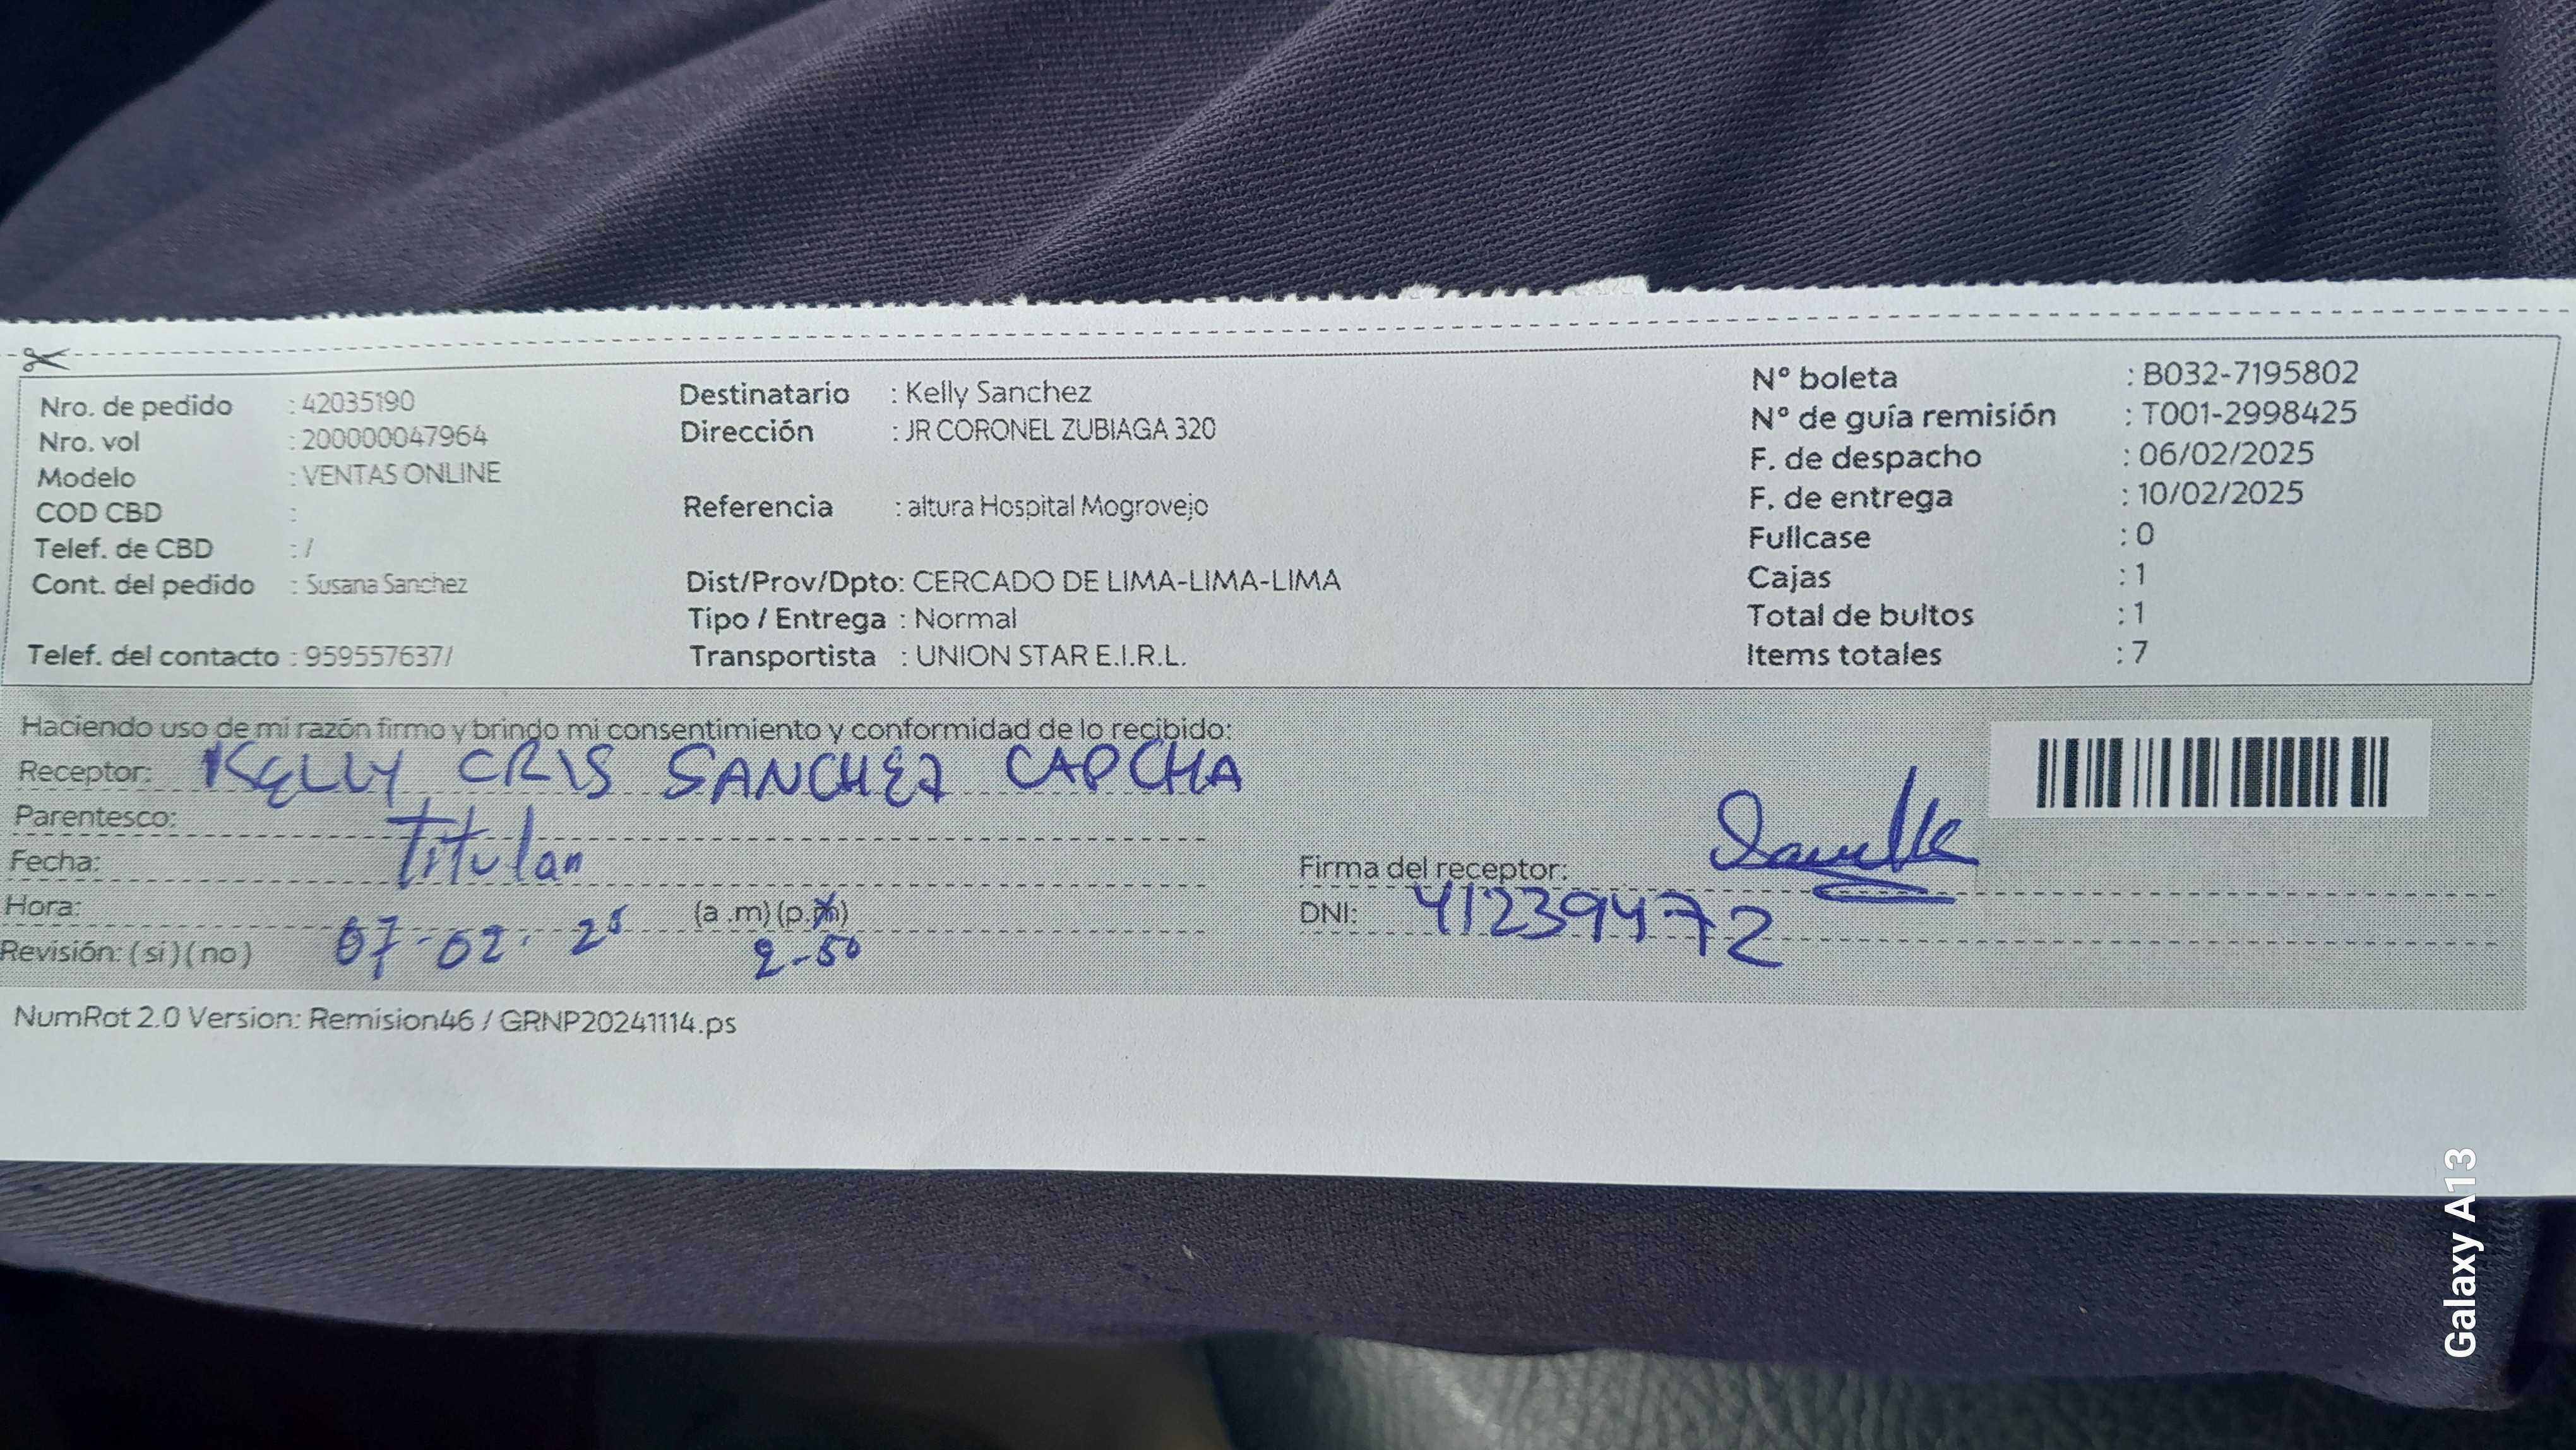 Nro. de pedido : 42035190
Nro. vol : 200000047964
Modelo : VENTAS ONLINE
COD CBD :
Telef. de CBD : /
Cont. del pedido : Susana Sanchez
Telef. del contacto : 959557637/
Destinatario : Kelly Sanchez
Dirección : JR CORONEL ZUBIAGA 320
Referencia : altura Hospital Mogrovejo
Dist/Prov/Dpto: CERCADO DE LIMA-LIMA-LIMA
Tipo / Entrega : Normal
Transportista : UNION STAR E.I.R.L.
Nº boleta : B032-7195802
Nº de guía remisión : T001-2998425
F. de despacho : 06/02/2025
F. de entrega : 10/02/2025
Fullcase : 0
Cajas : 1
Total de bultos : 1
Items totales : 7
Haciendo uso de mi razón firmo y brindo mi consentimiento y conformidad de lo recibido:
Receptor: KELLY CRIS SANCHEZ CAPCHA
Parentesco: Titular
Fecha:
Hora: (a .m) (p.m)
Revisión: ( si ) ( no ) 07-02-25 2-50
Firma del receptor:
DNI: 41239472
NumRot 2.0 Version: Remision46 / GRNP20241114.ps
Galaxy A13